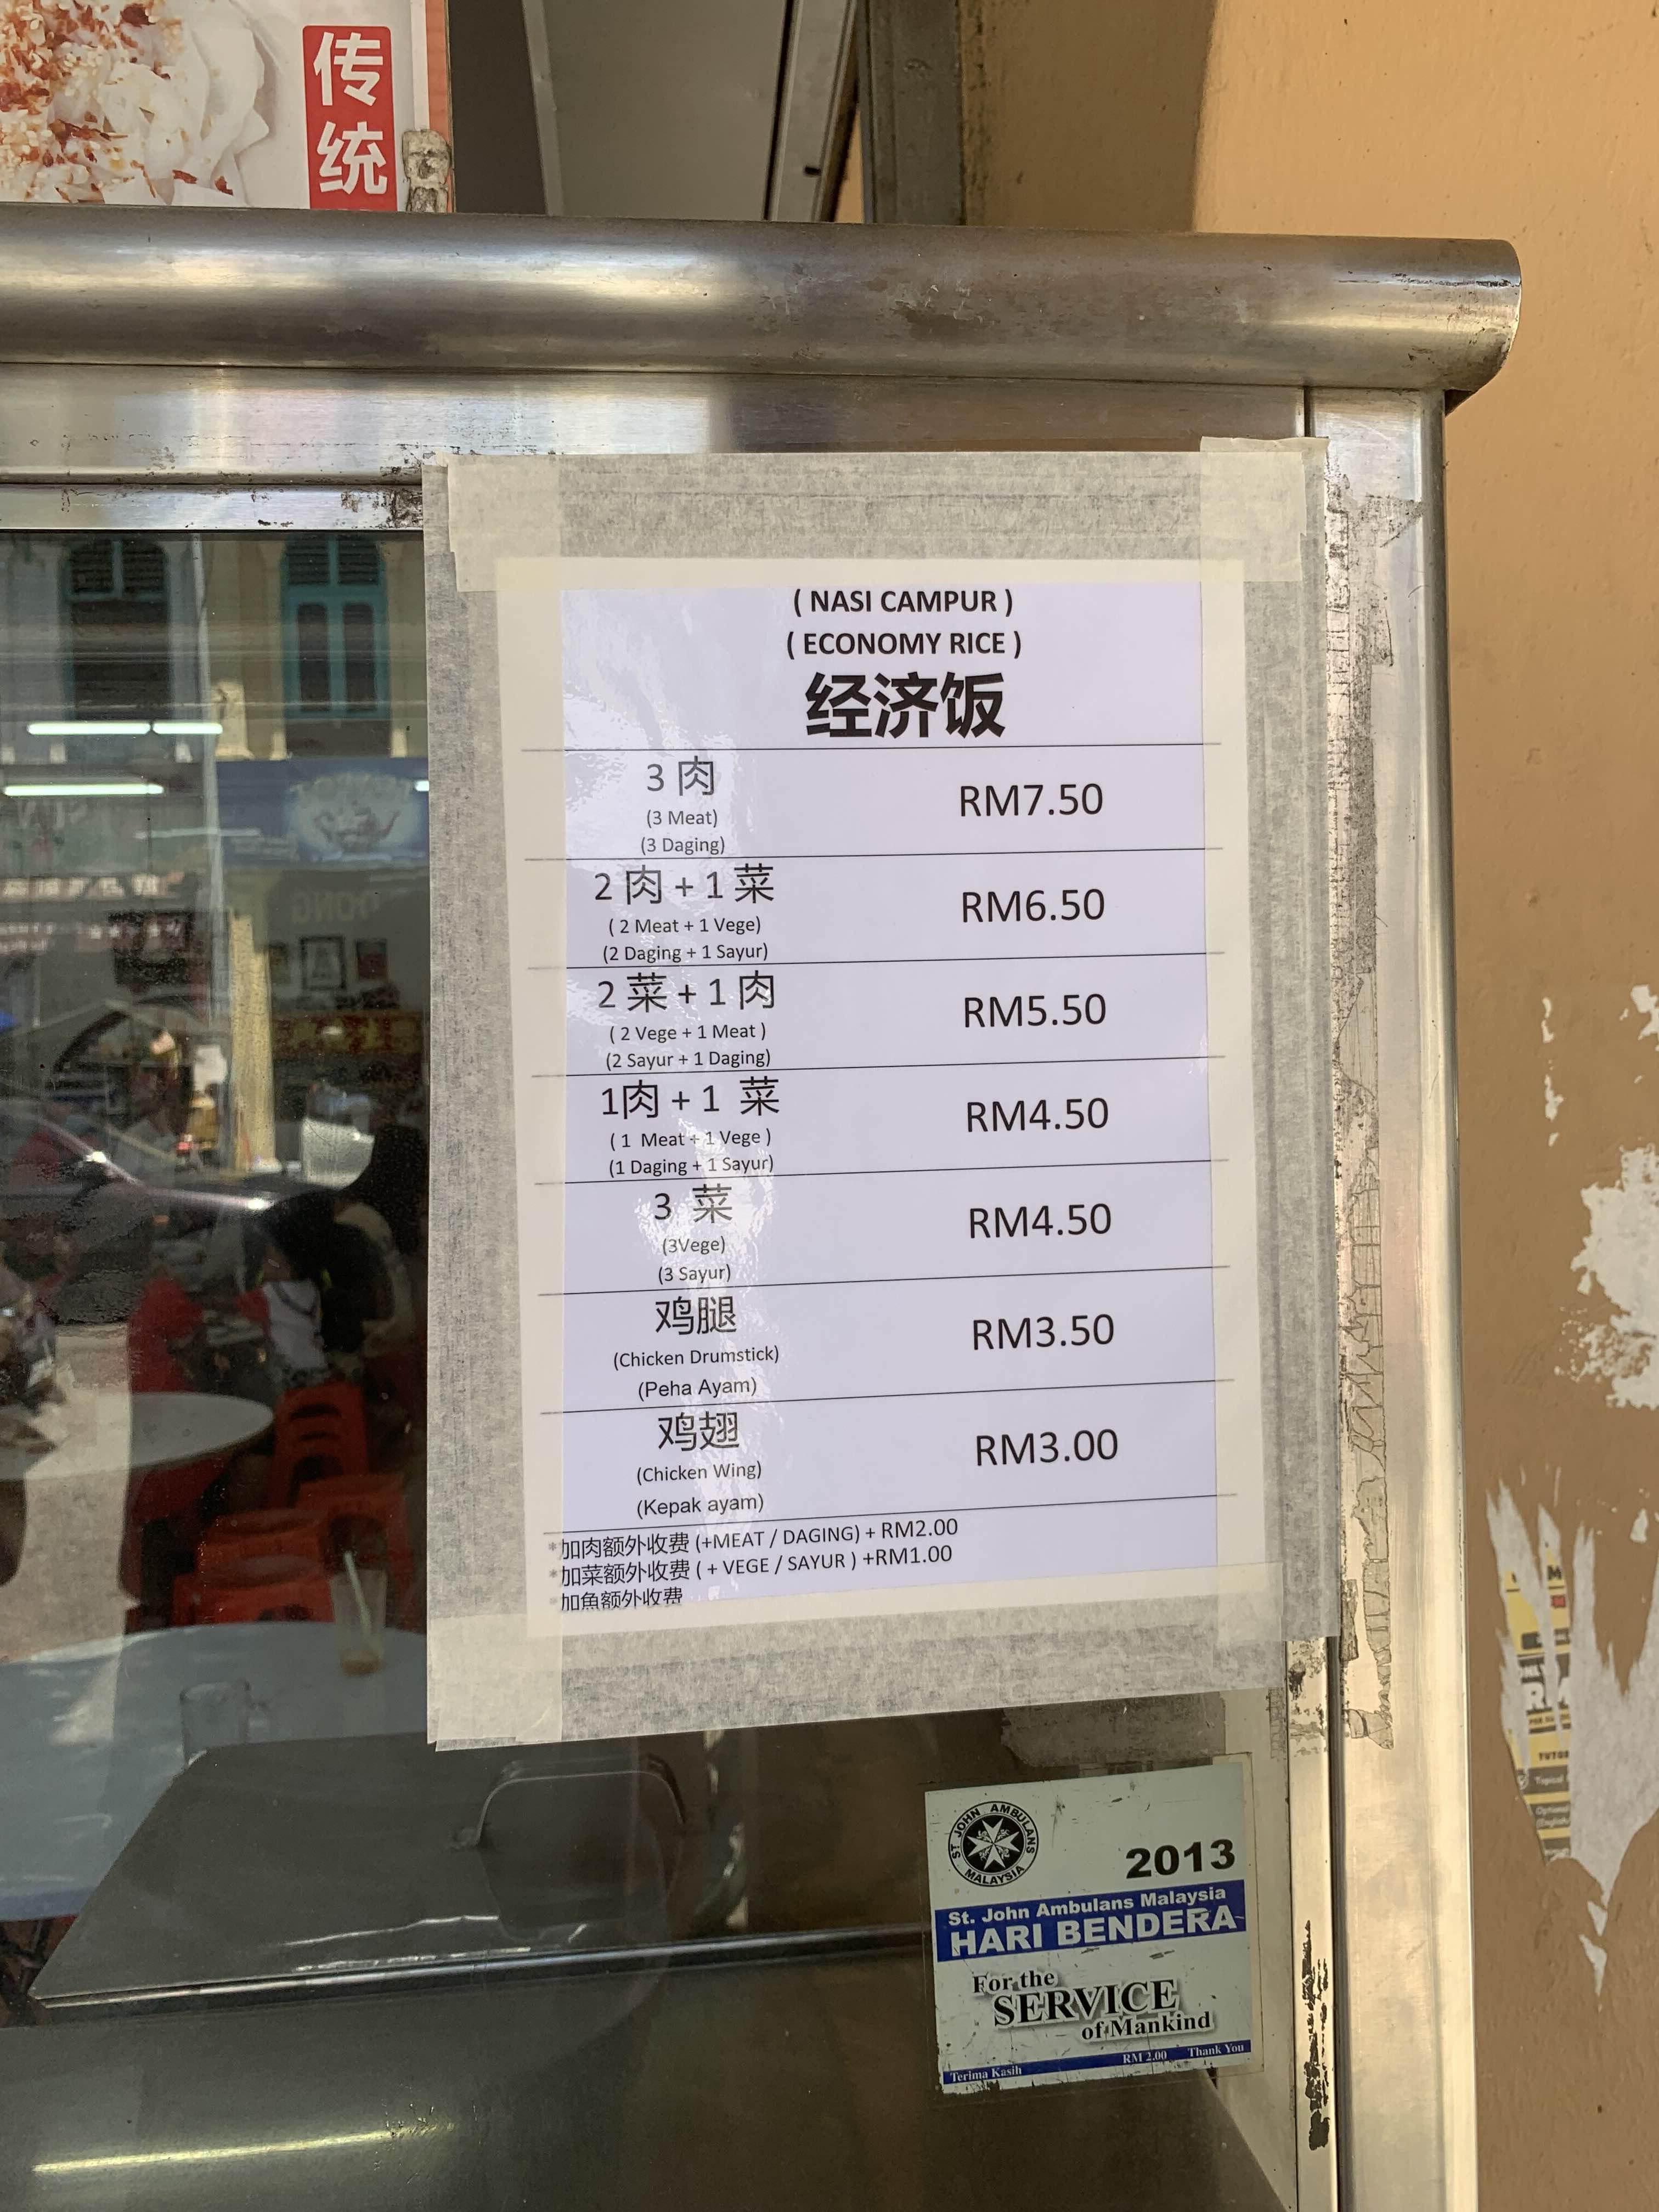 传
统
( NASI CAMPUR )
( ECONOMY RICE )
经济饭
3 肉
(3 Meat)
(3 Daging)
RM7.50
2 肉 + 1 菜
( 2 Meat + 1 Vege)
(2 Daging + 1 Sayur)
RM6.50
2 菜 + 1 肉
( 2 Vege + 1 Meat )
(2 Sayur + 1 Daging)
RM5.50
1肉 + 1 菜
( 1 Meat + 1 Vege )
(1 Daging + 1 Sayur)
RM4.50
3 菜
(3Vege)
(3 Sayur)
RM4.50
鸡腿
(Chicken Drumstick)
(Peha Ayam)
RM3.50
鸡翅
(Chicken Wing)
(Kepak ayam)
RM3.00
*加肉额外收费 (+MEAT / DAGING) + RM2.00
*加菜额外收费 ( + VEGE / SAYUR ) +RM1.00
*加魚额外收费
ST JOHN AMBULANS
MALAYSIA
2013
St. John Ambulans Malaysia
HARI BENDERA
For the
SERVICE
of Mankind
Terima Kasih RM 2.00 Thank You